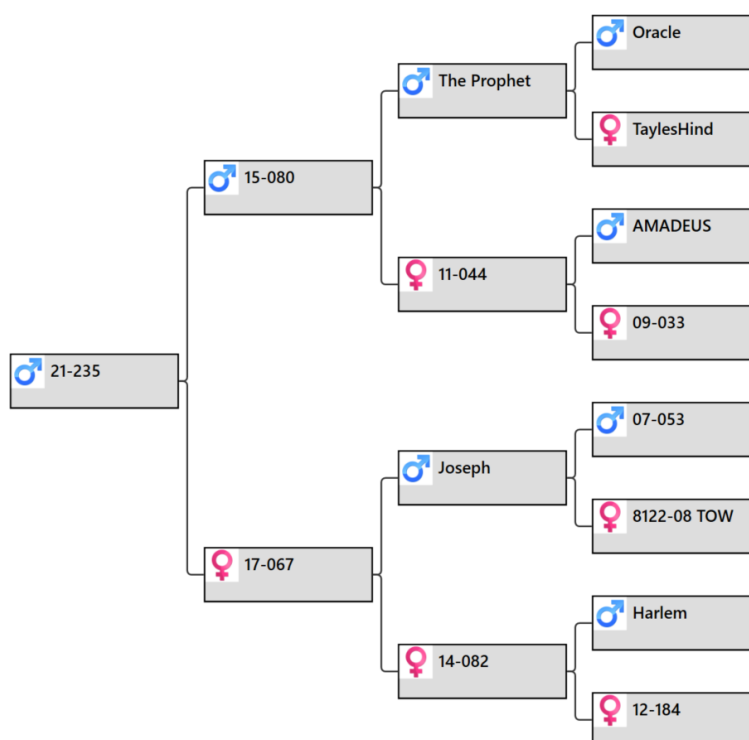 Oracle
The Prophet
TaylesHind
15-080
AMADEUS
11-044
09-033
21-235
07-053
Joseph
8122-08 TOW
17-067
Harlem
14-082
12-184